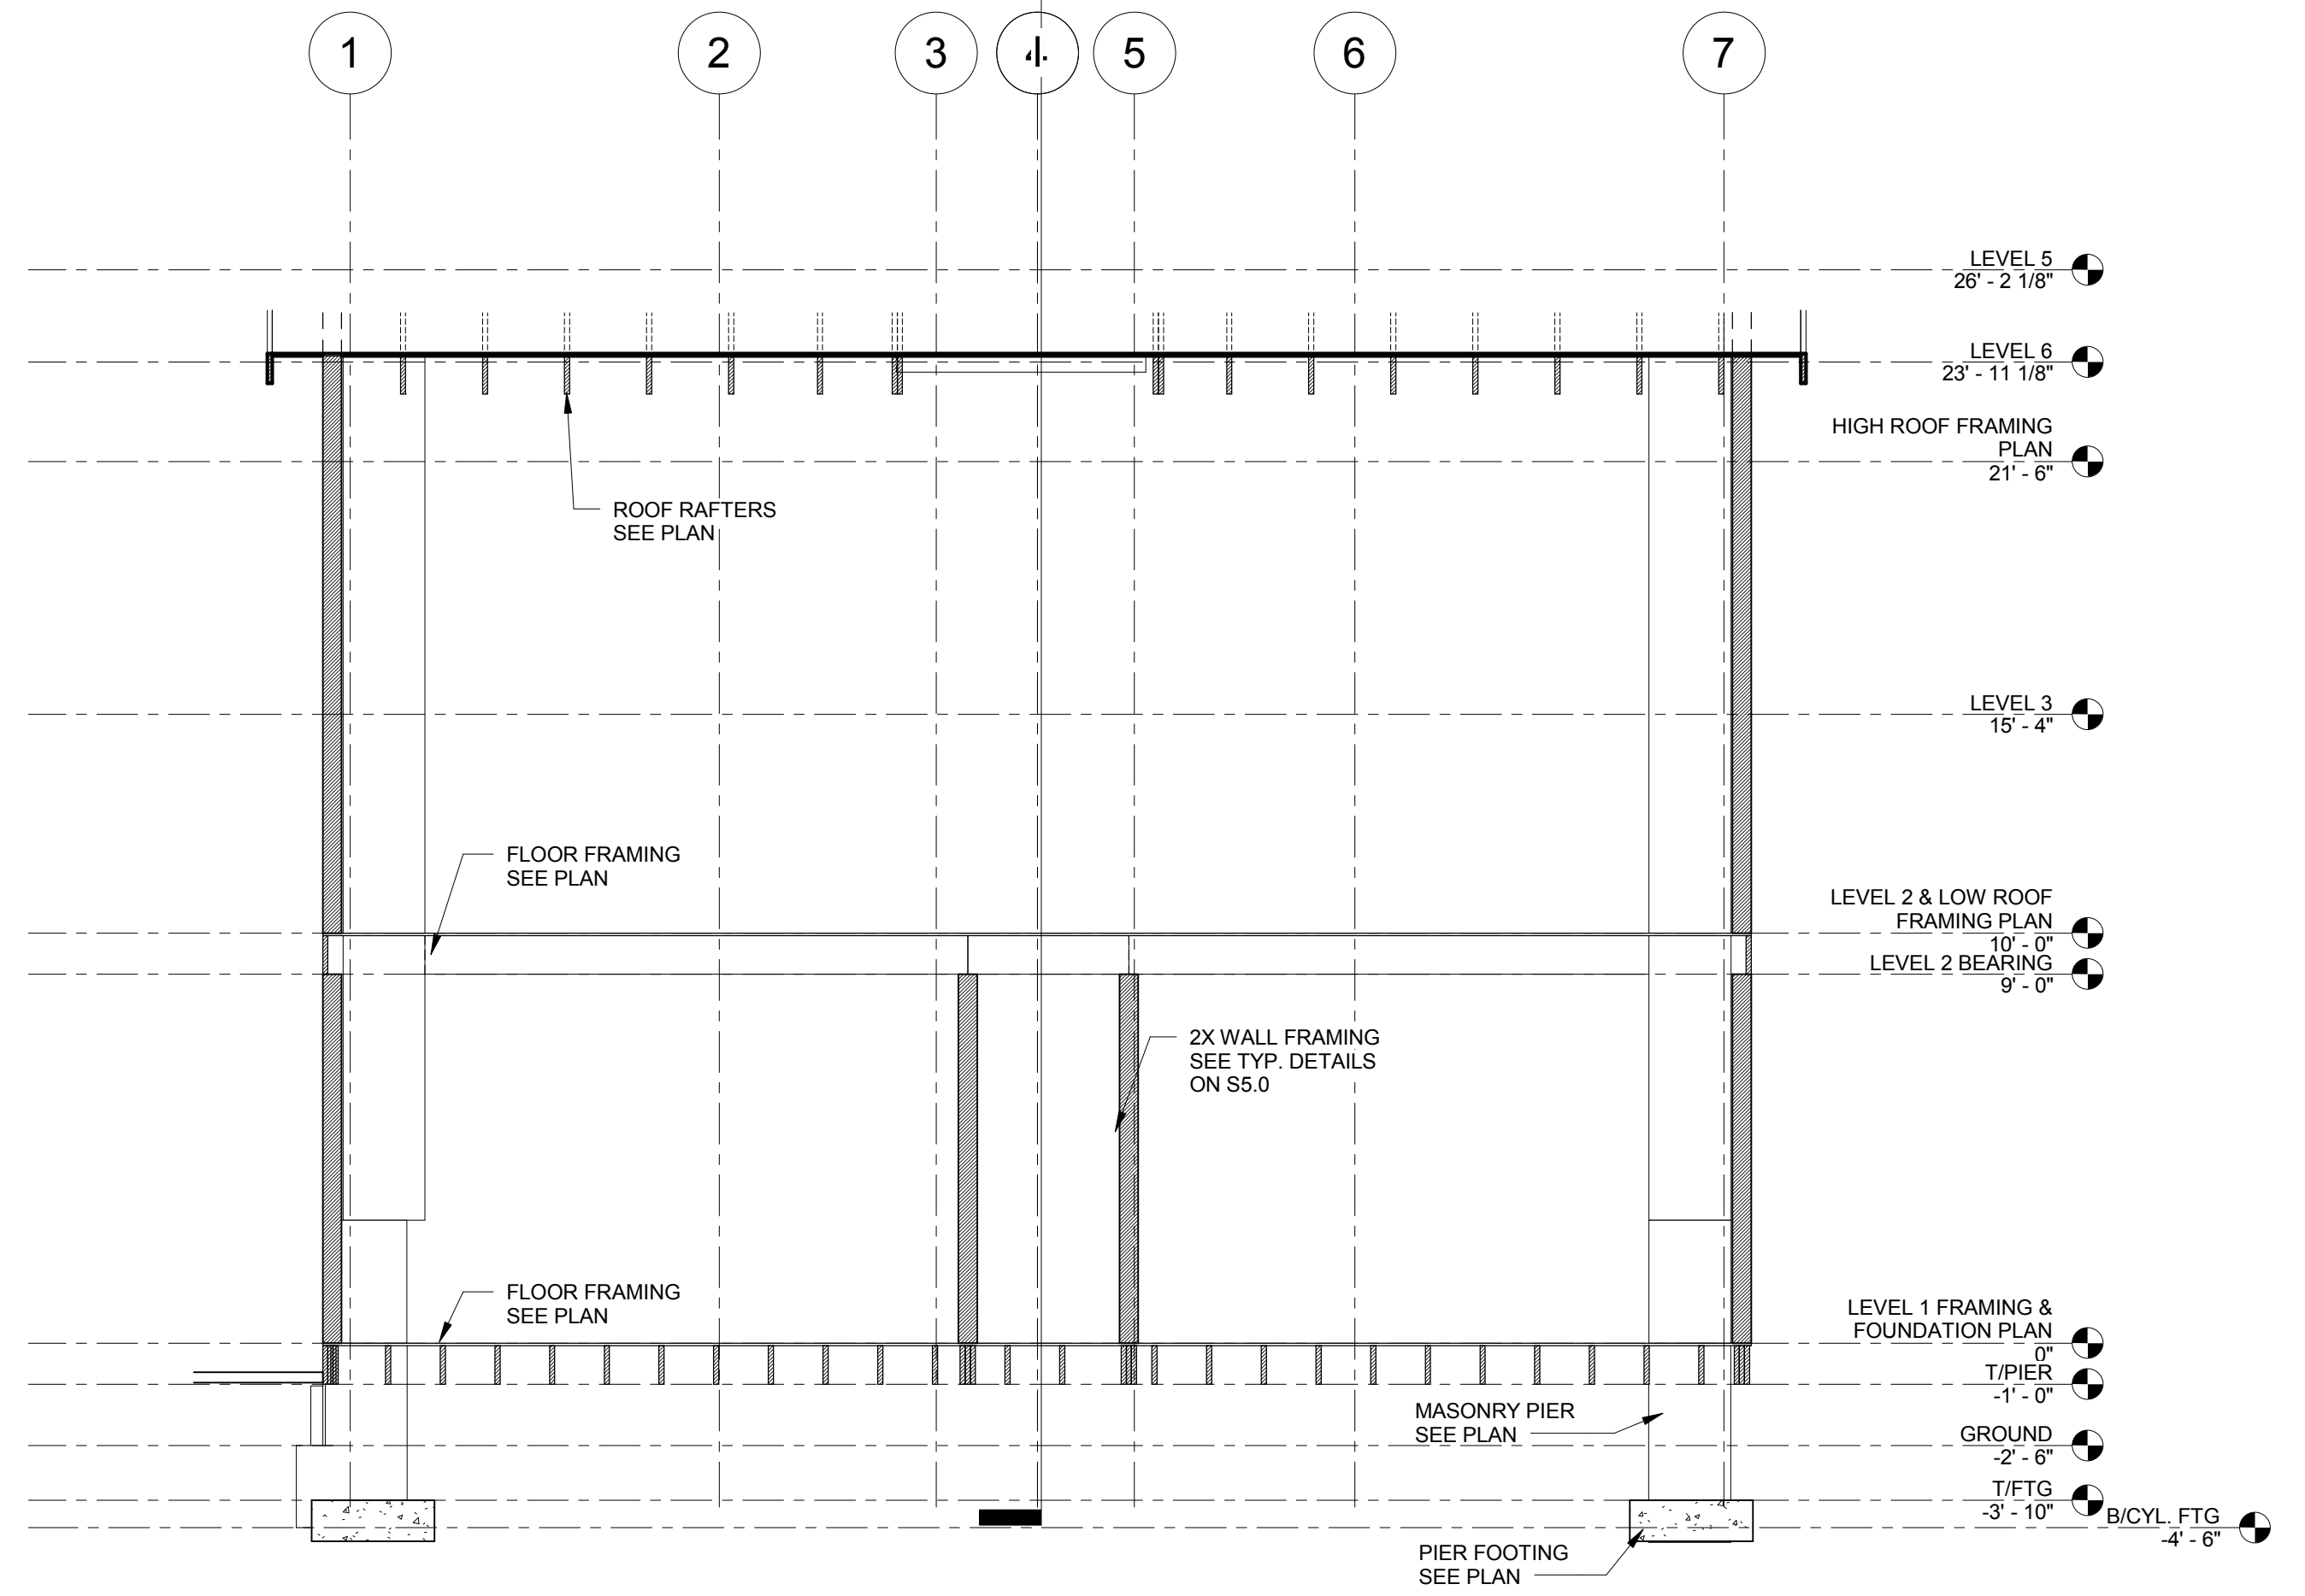 1
2
3
4
5
6
7
LEVEL 5
26' - 2 1/8"
LEVEL 6
23' - 11 1/8"
HIGH ROOF FRAMING
PLAN
21' - 6"
ROOF RAFTERS
SEE PLAN
LEVEL 3
15' - 4"
FLOOR FRAMING
SEE PLAN
LEVEL 2 & LOW ROOF
FRAMING PLAN
10' - 0"
LEVEL 2 BEARING
9' - 0"
2X WALL FRAMING
SEE TYP. DETAILS
ON S5.0
FLOOR FRAMING
SEE PLAN
LEVEL 1 FRAMING &
FOUNDATION PLAN
0"
T/PIER
-1' - 0"
MASONRY PIER
SEE PLAN
GROUND
-2' - 6"
T/FTG
-3' - 10"
B/CYL. FTG
-4' - 6"
PIER FOOTING
SEE PLAN